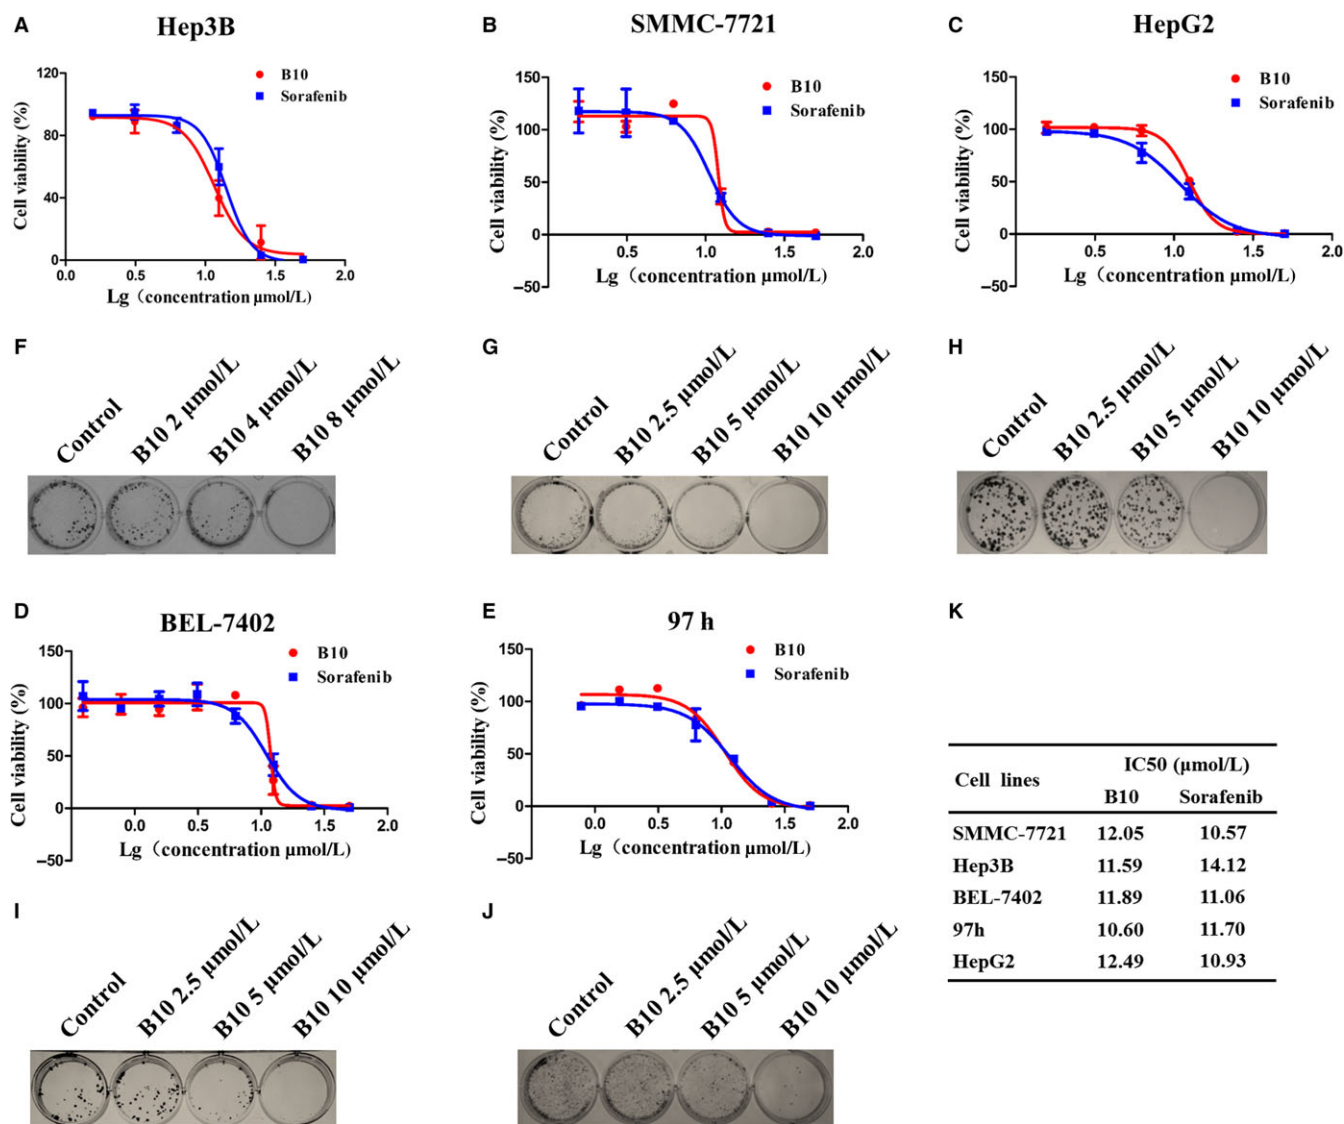 A
Hep3B
B10
Sorafenib
120
80
40
0
Cell viability (%)
0.0 0.5 1.0 1.5 2.0
Lg (concentration µmol/L)
B
SMMC-7721
B10
Sorafenib
150
100
50
0
–50
Cell viability (%)
0.5 1.0 1.5 2.0
Lg (concentration µmol/L)
C
HepG2
B10
Sorafenib
150
100
50
0
–50
Cell viability (%)
0.5 1.0 1.5 2.0
Lg (concentration µmol/L)
F
Control
B10 2 µmol/L
B10 4 µmol/L
B10 8 µmol/L
G
Control
B10 2.5 µmol/L
B10 5 µmol/L
B10 10 µmol/L
H
Control
B10 2.5 µmol/L
B10 5 µmol/L
B10 10 µmol/L
D
BEL-7402
B10
Sorafenib
150
100
50
0
–50
Cell viability (%)
0.0 0.5 1.0 1.5 2.0
Lg (concentration µmol/L)
E
97 h
B10
Sorafenib
150
100
50
0
–50
Cell viability (%)
0.0 0.5 1.0 1.5 2.0
Lg (concentration µmol/L)
I
Control
B10 2.5 µmol/L
B10 5 µmol/L
B10 10 µmol/L
J
Control
B10 2.5 µmol/L
B10 5 µmol/L
B10 10 µmol/L
K
Cell lines IC50 (µmol/L)
B10 Sorafenib
SMMC-7721 12.05 10.57
Hep3B 11.59 14.12
BEL-7402 11.89 11.06
97h 10.60 11.70
HepG2 12.49 10.93